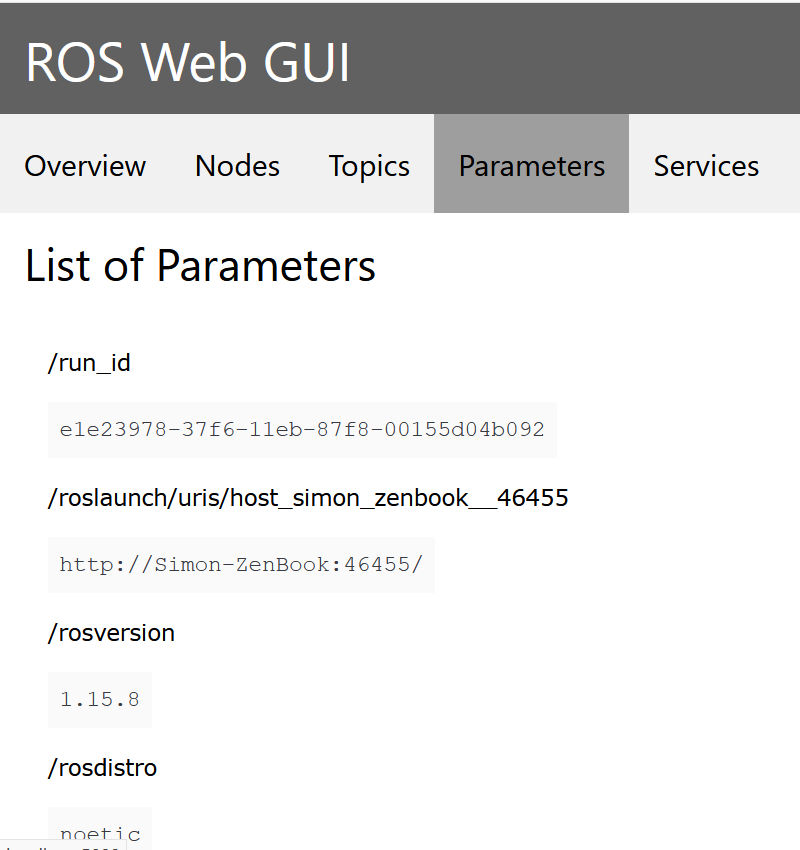 ROS Web GUI
Overview Nodes Topics Parameters Services
List of Parameters
/run_id
e1e23978-37f6-11eb-87f8-00155d04b092
/roslaunch/uris/host_simon_zenbook__46455
http://Simon-ZenBook:46455/
/rosversion
1.15.8
/rosdistro
noetic